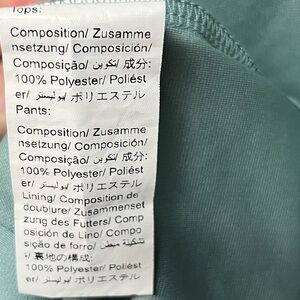 Tops:
Composition/ Zusamme
nsetzung/ Composición/
Composição/ تكوين/ 成分:
100% Polyester/ Poliést
er/ بوليستر/ ポリエステル
Pants:
Composition/ Zusamme
nsetzung/ Composición/
Composição/ تكوين/ 成分:
100% Polyester/ Poliést
er/ بوليستر/ ポリエステル
Lining/ Composition de
doublure/ Zusammenset
zung des Futters/ Comp
osición de Lino/ Compo
sição de forro/
/ 裏地の構成:
100% Polyester/ Poliést
er/ بوليستر/ ポリエステル